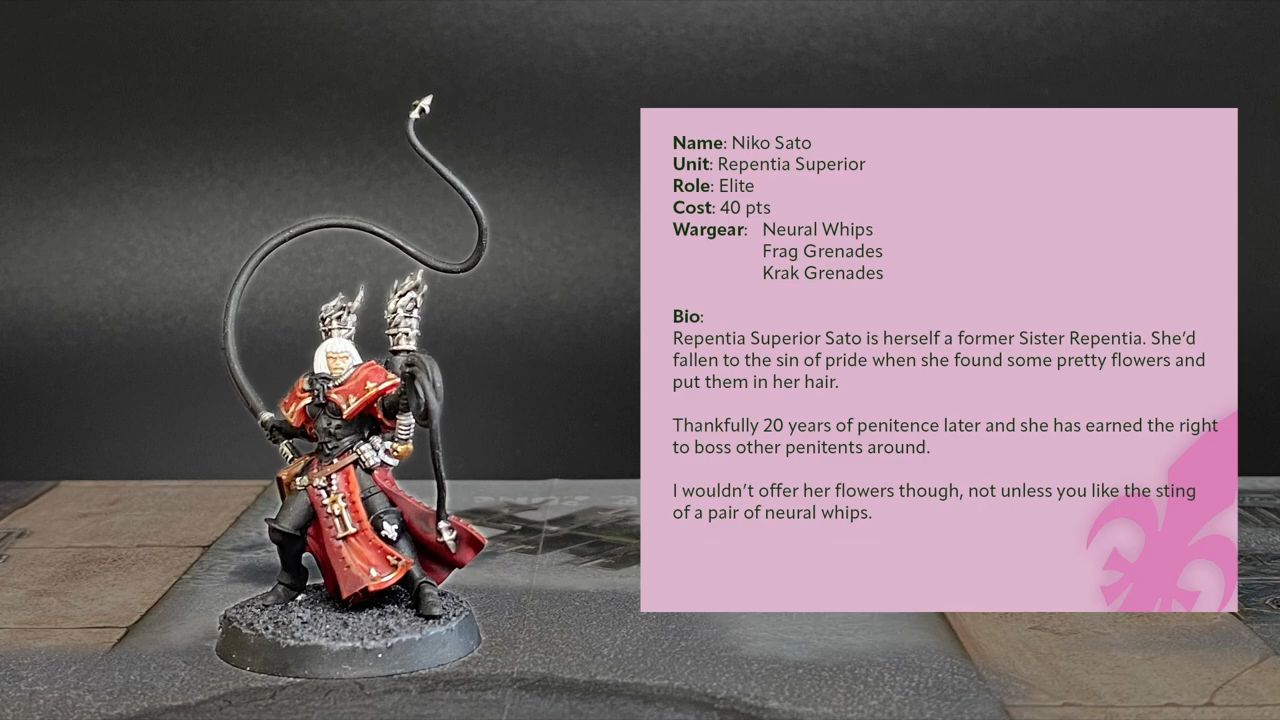 Name: Niko Sato
Unit: Repentia Superior
Role: Elite
Cost: 40 pts
Wargear: Neural Whips
Frag Grenades
Krak Grenades
Bio:
Repentia Superior Sato is herself a former Sister Repentia. She’d
fallen to the sin of pride when she found some pretty flowers and
put them in her hair.
Thankfully 20 years of penitence later and she has earned the right
to boss other penitents around.
I wouldn’t offer her flowers though, not unless you like the sting
of a pair of neural whips.